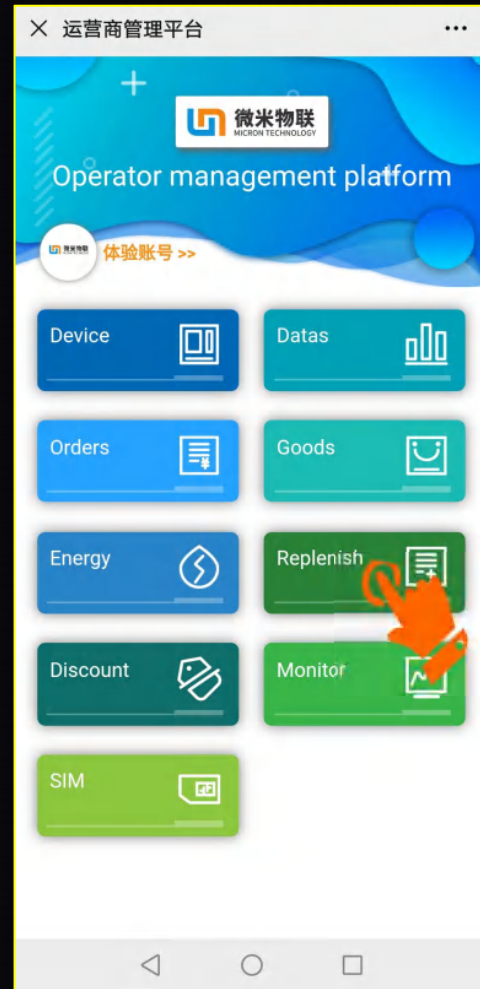 运营商管理平台
微米物联
MICRON TECHNOLOGY
Operator management platform
微米物联
体验账号 >>
Device
Datas
Orders
Goods
Energy
Replenish
Discount
Monitor
SIM